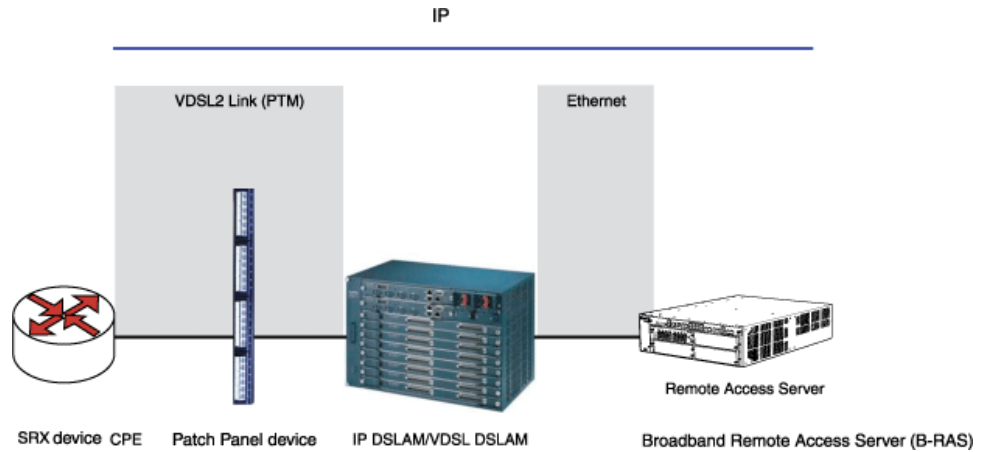 IP
VDSL2 Link (PTM)
Ethernet
Remote Access Server
SRX device CPE
Patch Panel device
IP DSLAM/VDSL DSLAM
Broadband Remote Access Server (B-RAS)